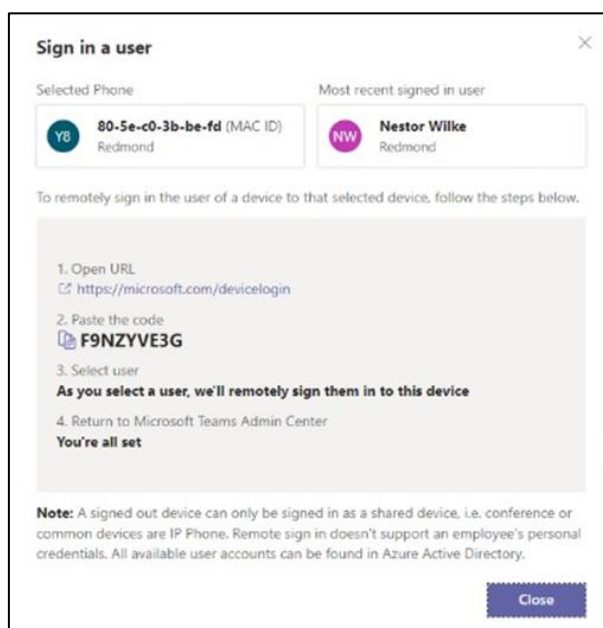 Sign in a user
Selected Phone
Most recent signed in user
Y8
80-5e-c0-3b-be-fd (MAC ID)
Redmond
NW
Nestor Wilke
Redmond
To remotely sign in the user of a device to that selected device, follow the steps below.
1. Open URL
https://microsoft.com/devicelogin
2. Paste the code
F9NZYVE3G
3. Select user
As you select a user, we'll remotely sign them in to this device
4. Return to Microsoft Teams Admin Center
You're all set
Note: A signed out device can only be signed in as a shared device, i.e. conference or
common devices are IP Phone. Remote sign in doesn't support an employee's personal
credentials. All available user accounts can be found in Azure Active Directory.
Close